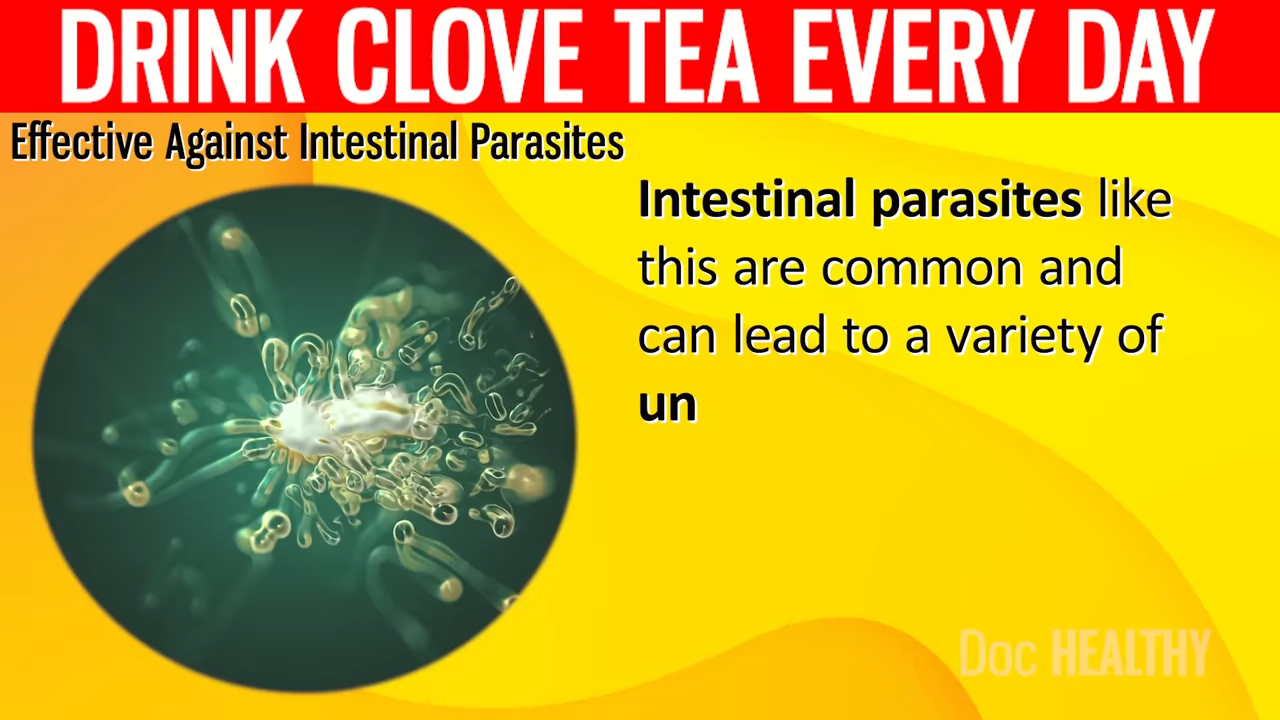 DRINK CLOVE TEA EVERY DAY
Effective Against Intestinal Parasites
Intestinal parasites like
this are common and
can lead to a variety of
un
Doc HEALTHY